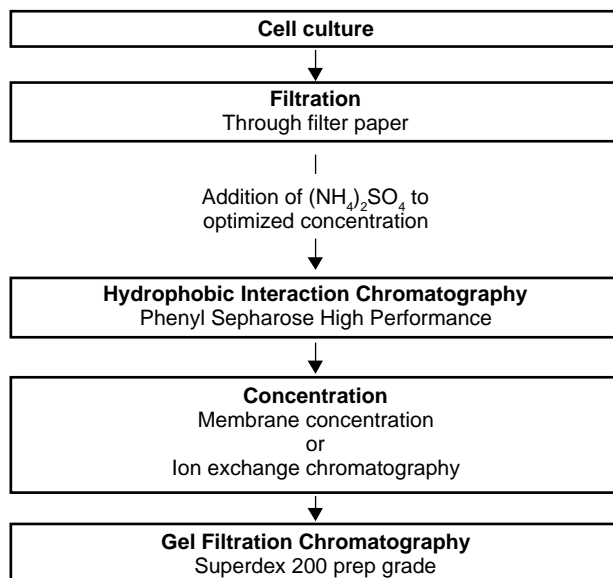 Cell culture
Filtration
Through filter paper
Addition of (NH₄)₂SO₄ to
optimized concentration
Hydrophobic Interaction Chromatography
Phenyl Sepharose High Performance
Concentration
Membrane concentration
or
Ion exchange chromatography
Gel Filtration Chromatography
Superdex 200 prep grade